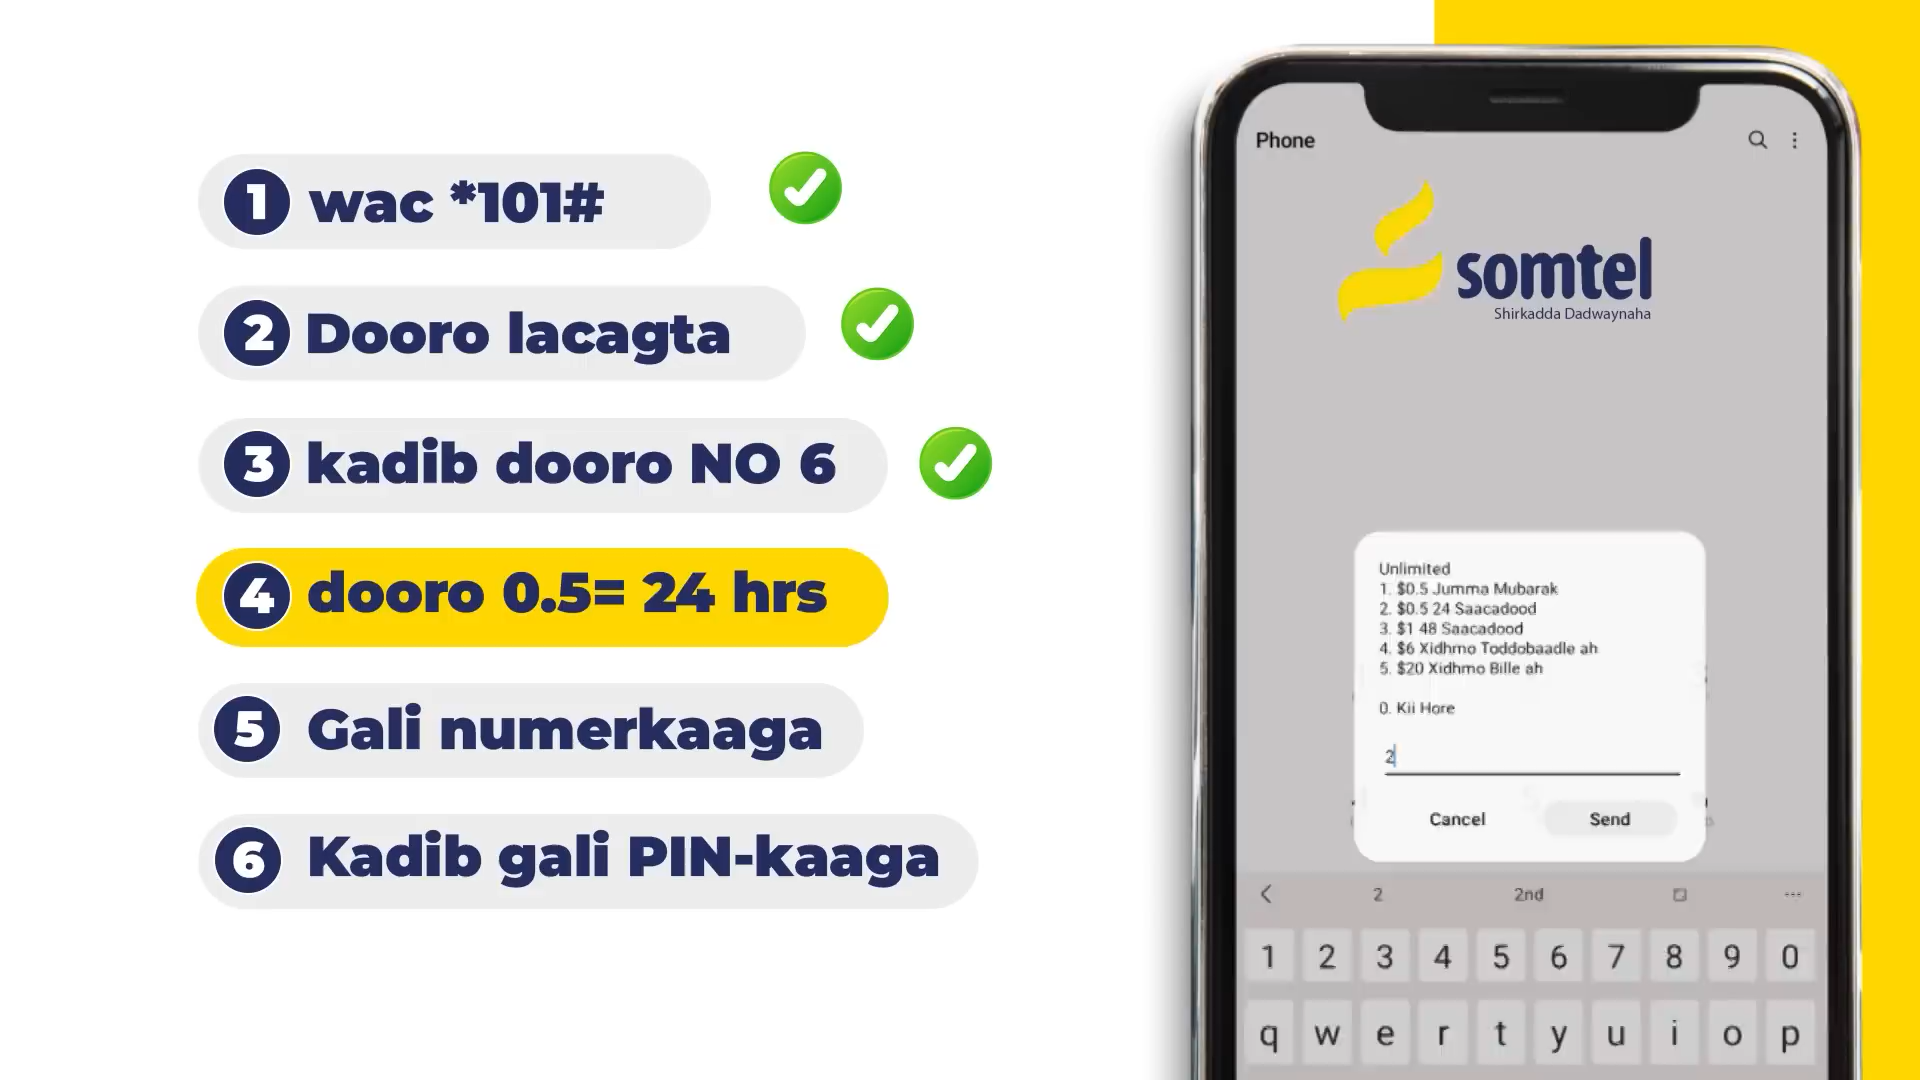 1 wac *101#
2 Dooro lacagta
3 kadib dooro NO 6
4 dooro 0.5= 24 hrs
5 Gali numerkaaga
6 Kadib gali PIN-kaaga
Phone
somtel
Shirkadda Dadwaynaha
Unlimited
1. $0.5 Jumma Mubarak
2. $0.5 24 Saacadood
3. $1 48 Saacadood
4. $6 Xidhmo Toddobaadle ah
5. $20 Xidhmo Bille ah
0. Kii Hore
2
Cancel Send
2 2nd
1 2 3 4 5 6 7 8 9 0
q w e r t y u i o p